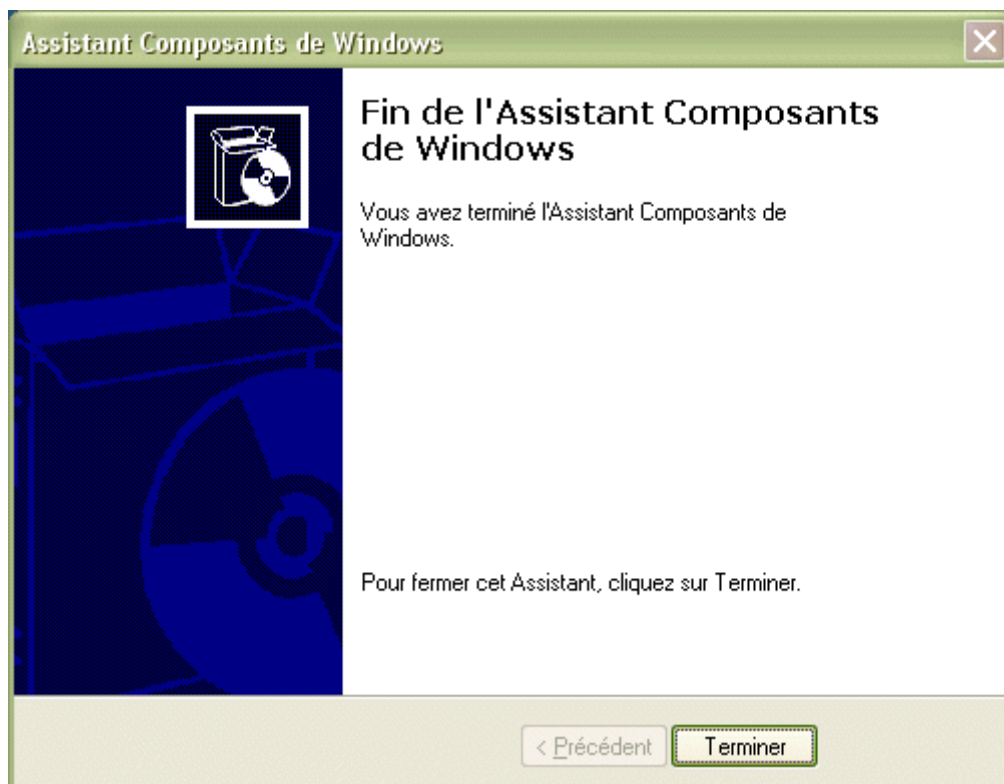 Assistant Composants de Windows
Fin de l'Assistant Composants
de Windows
Vous avez terminé l'Assistant Composants de
Windows.
Pour fermer cet Assistant, cliquez sur Terminer.
< Précédent
Terminer